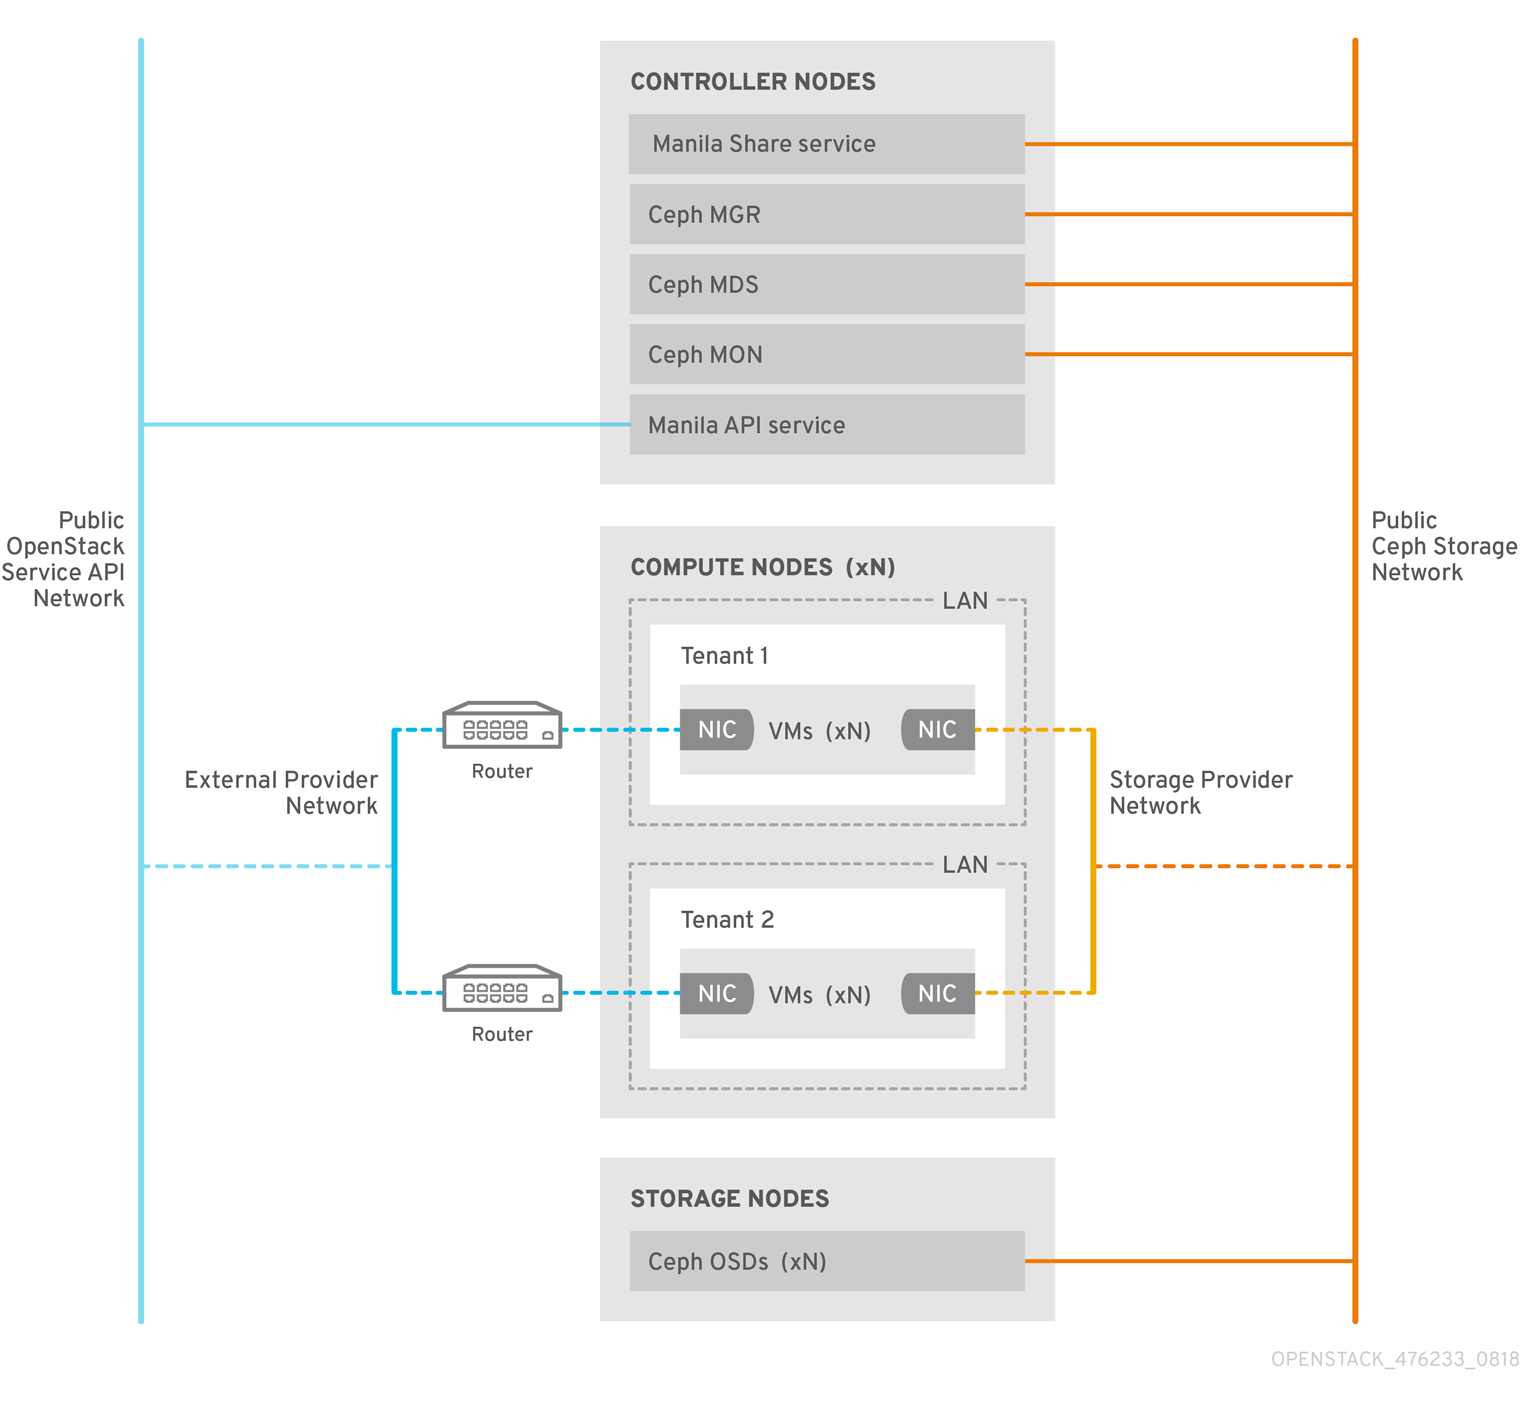 CONTROLLER NODES
Manila Share service
Ceph MGR
Ceph MDS
Ceph MON
Manila API service
Public
OpenStack
Service API
Network
Public
Ceph Storage
Network
COMPUTE NODES (xN)
LAN
Tenant 1
NIC VMs (xN) NIC
Router
External Provider
Network
Storage Provider
Network
LAN
Tenant 2
NIC VMs (xN) NIC
Router
STORAGE NODES
Ceph OSDs (xN)
OPENSTACK_476233_0818